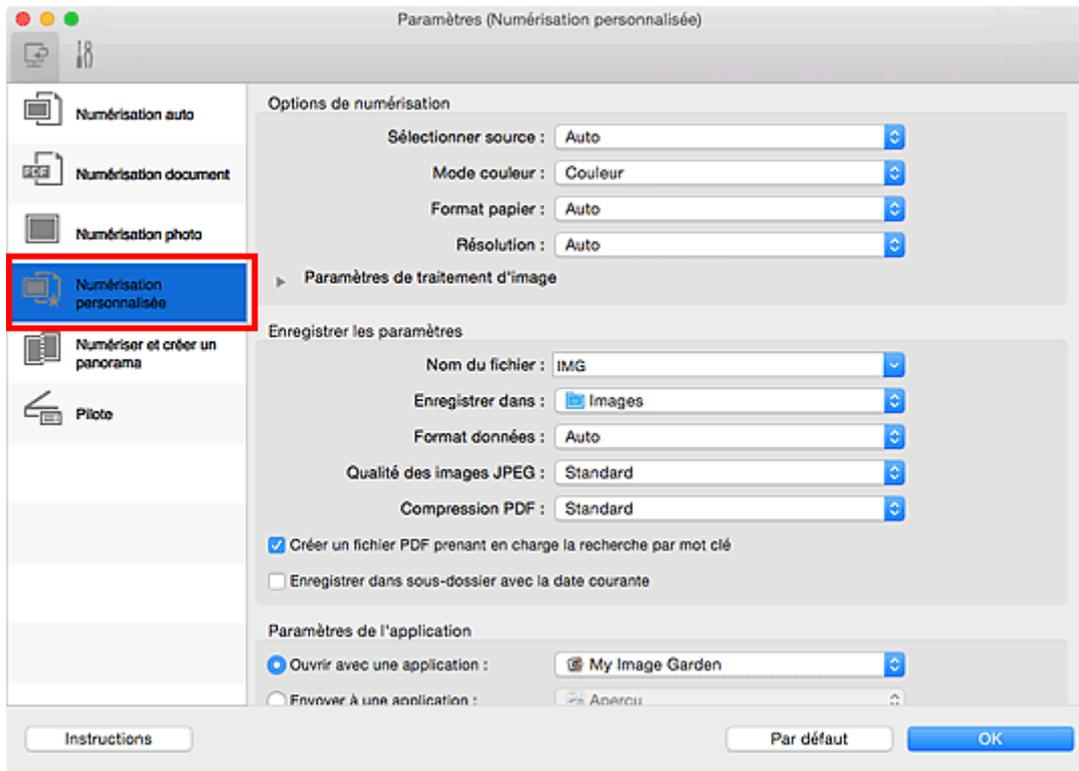 Paramètres (Numérisation personnalisée)
Numérisation auto
Numérisation document
Numérisation photo
Numérisation
personnalisée
Numériser et créer un
panorama
Pilote
Options de numérisation
Sélectionner source : Auto
Mode couleur : Couleur
Format papier : Auto
Résolution : Auto
Paramètres de traitement d'image
Enregistrer les paramètres
Nom du fichier : IMG
Enregistrer dans : Images
Format données : Auto
Qualité des images JPEG : Standard
Compression PDF : Standard
Créer un fichier PDF prenant en charge la recherche par mot clé
Enregistrer dans sous-dossier avec la date courante
Paramètres de l'application
Ouvrir avec une application : My Image Garden
Envoyer à une application : Aperçu
Instructions
Par défaut
OK